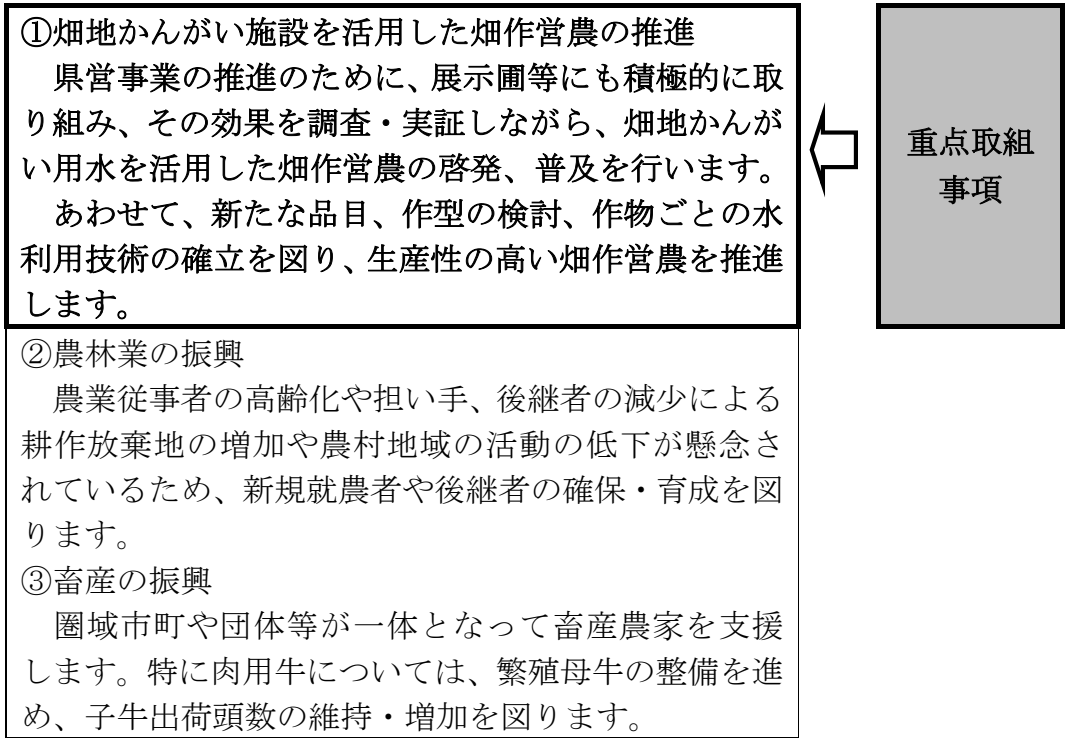 ①畑地かんがい施設を活用した畑作営農の推進
　県営事業の推進のために、展示圃等にも積極的に取
り組み、その効果を調査・実証しながら、畑地かんが
い用水を活用した畑作営農の啓発、普及を行います。
　あわせて、新たな品目、作型の検討、作物ごとの水
利用技術の確立を図り、生産性の高い畑作営農を推進
します。
重点取組
事項
②農林業の振興
　農業従事者の高齢化や担い手、後継者の減少による
耕作放棄地の増加や農村地域の活動の低下が懸念さ
れているため、新規就農者や後継者の確保・育成を図
ります。
③畜産の振興
　圏域市町や団体等が一体となって畜産農家を支援
します。特に肉用牛については、繁殖母牛の整備を進
め、子牛出荷頭数の維持・増加を図ります。